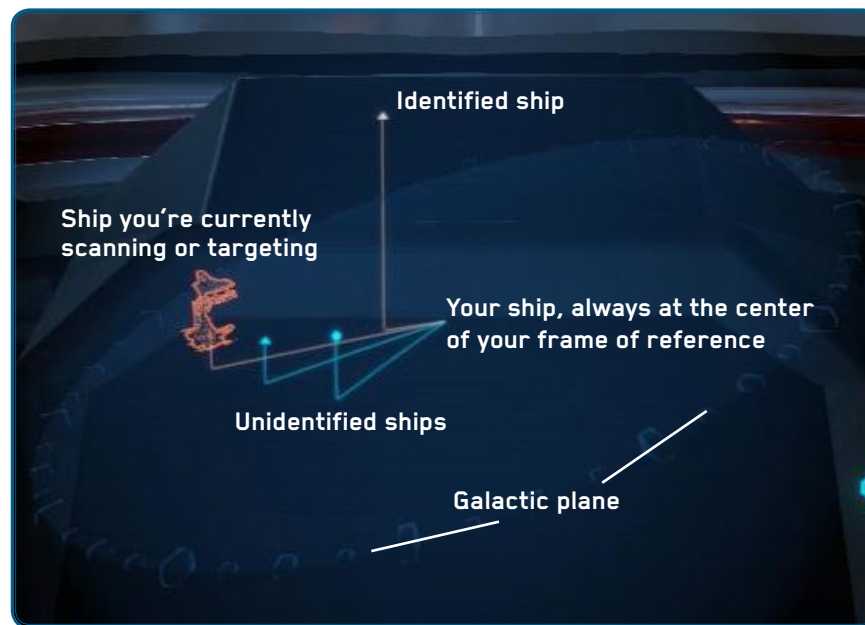 Identified ship
Ship you're currently
scanning or targeting
Your ship, always at the center
of your frame of reference
Unidentified ships
Galactic plane